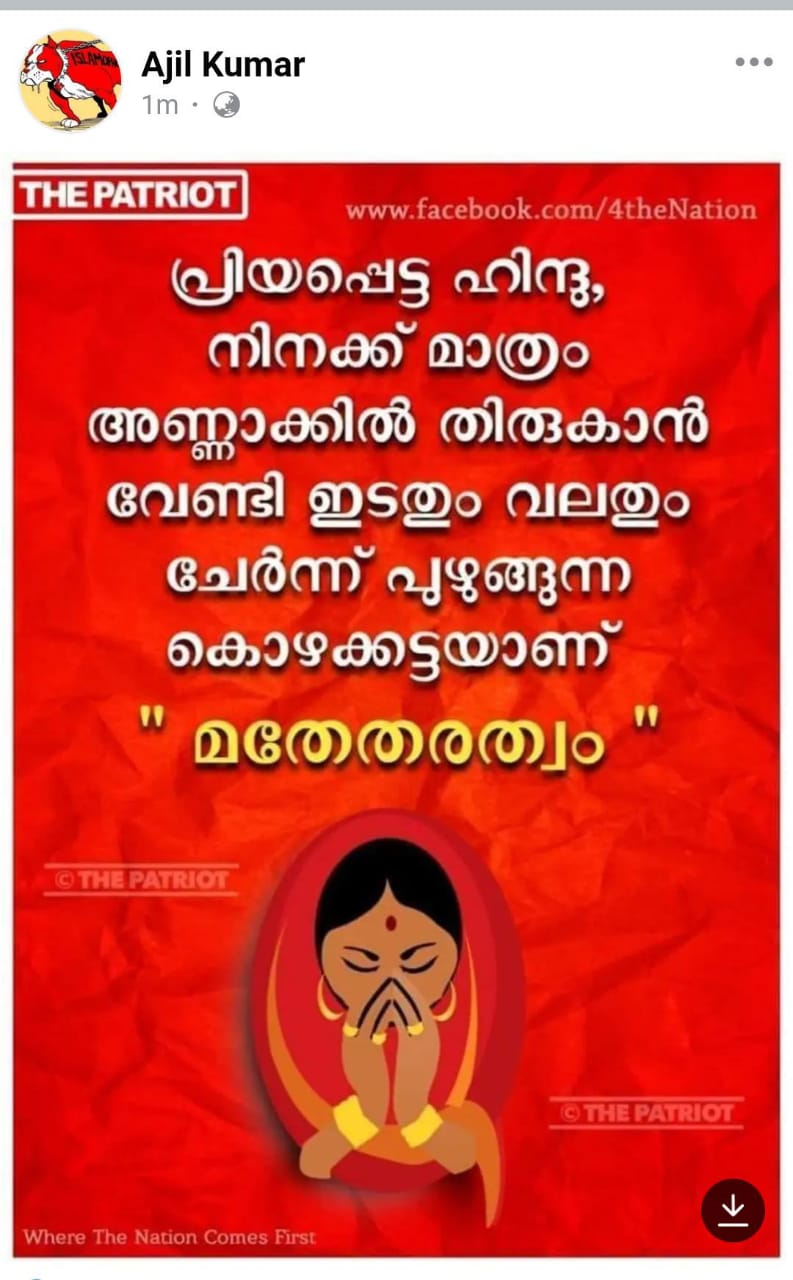 Ajil Kumar
1m
THE PATRIOT
www.facebook.com/4theNation
പ്രിയപ്പെട്ട ഹിന്ദു,
നിനക്ക് മാത്രം
അണ്ണാക്കിൽ തിരുകാൻ
വേണ്ടി ഇടതും വലതും
ചേർന്ന് പുഴുങ്ങുന്ന
കൊഴക്കട്ടയാണ്
" മതേതരത്വം "
© THE PATRIOT
© THE PATRIOT
Where The Nation Comes First